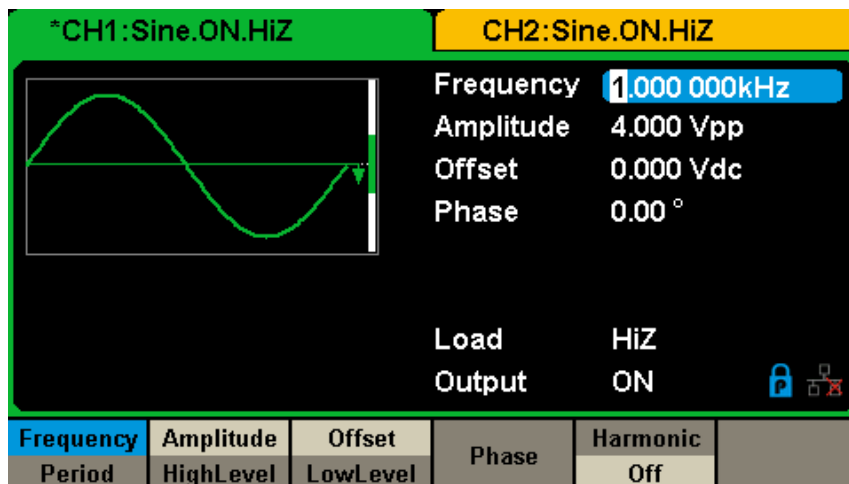 *CH1:Sine.ON.HiZ
CH2:Sine.ON.HiZ
Frequency 1.000 000kHz
Amplitude 4.000 Vpp
Offset 0.000 Vdc
Phase 0.00 °
Load HiZ
Output ON
P
Frequency Amplitude Offset Phase Harmonic
Period HighLevel LowLevel Off